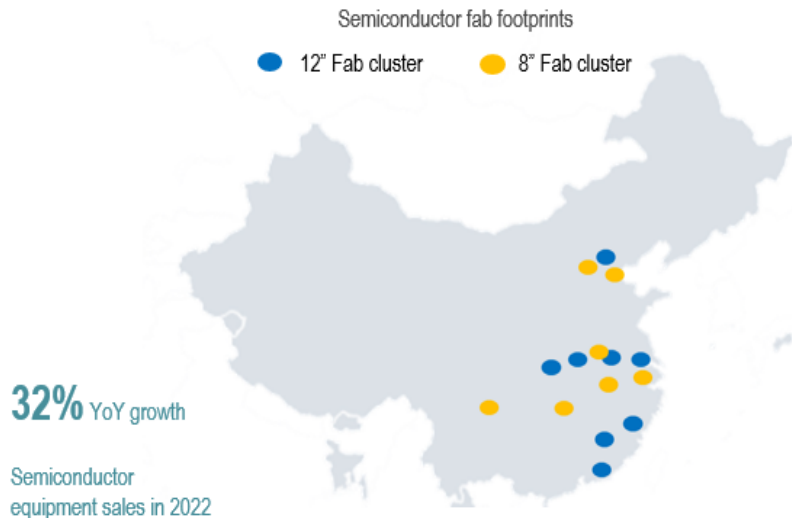 Semiconductor fab footprints
12” Fab cluster
8” Fab cluster
32% YoY growth
Semiconductor
equipment sales in 2022